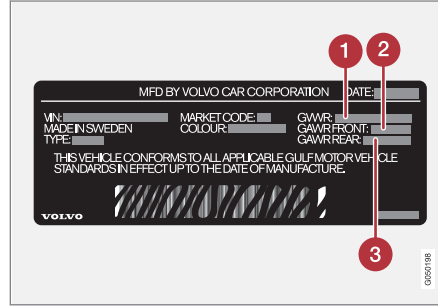 1
2
MFD BY VOLVO CAR CORPORATION DATE:
VIN: MARKET CODE: GVWR:
MADE IN SWEDEN COLOUR: GAWR FRONT:
TYPE: GAWR REAR:
THIS VEHICLE CONFORMS TO ALL APPLICABLE GULF MOTOR VEHICLE
STANDARDS IN EFFECT UP TO THE DATE OF MANUFACTURE.
VOLVO
3
G050198